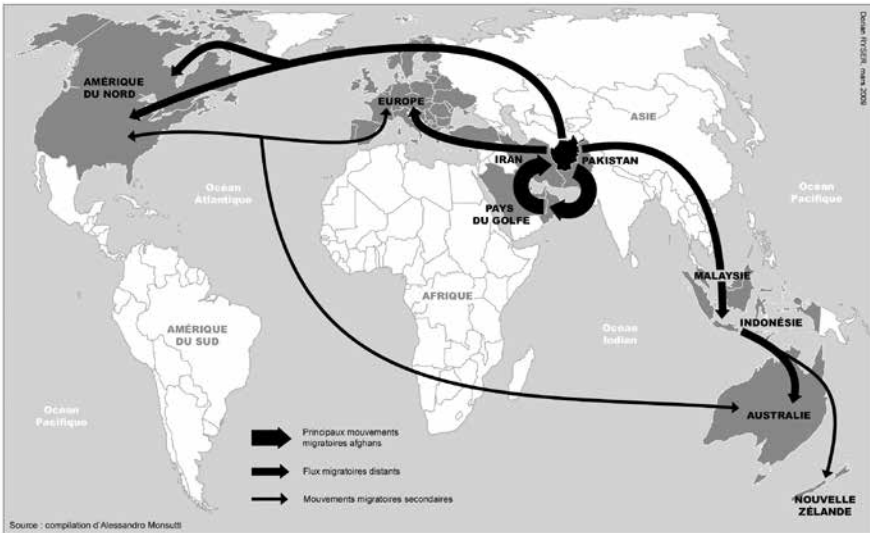 Dorian RYSER, mars 2009
AMÉRIQUE
DU NORD
EUROPE
ASIE
IRAN
PAKISTAN
Océan
Atlantique
Océan
Pacifique
PAYS
DU GOLFE
MALAYSIE
AFRIQUE
INDONÉSIE
AMÉRIQUE
DU SUD
Océan
Indian
Océan
Pacifique
AUSTRALIE
Principaux mouvements
migratoires afghans
Flux migratoires distants
Mouvements migratoires secondaires
NOUVELLE
ZÉLANDE
Source : compilation d'Alessandro Monsutti